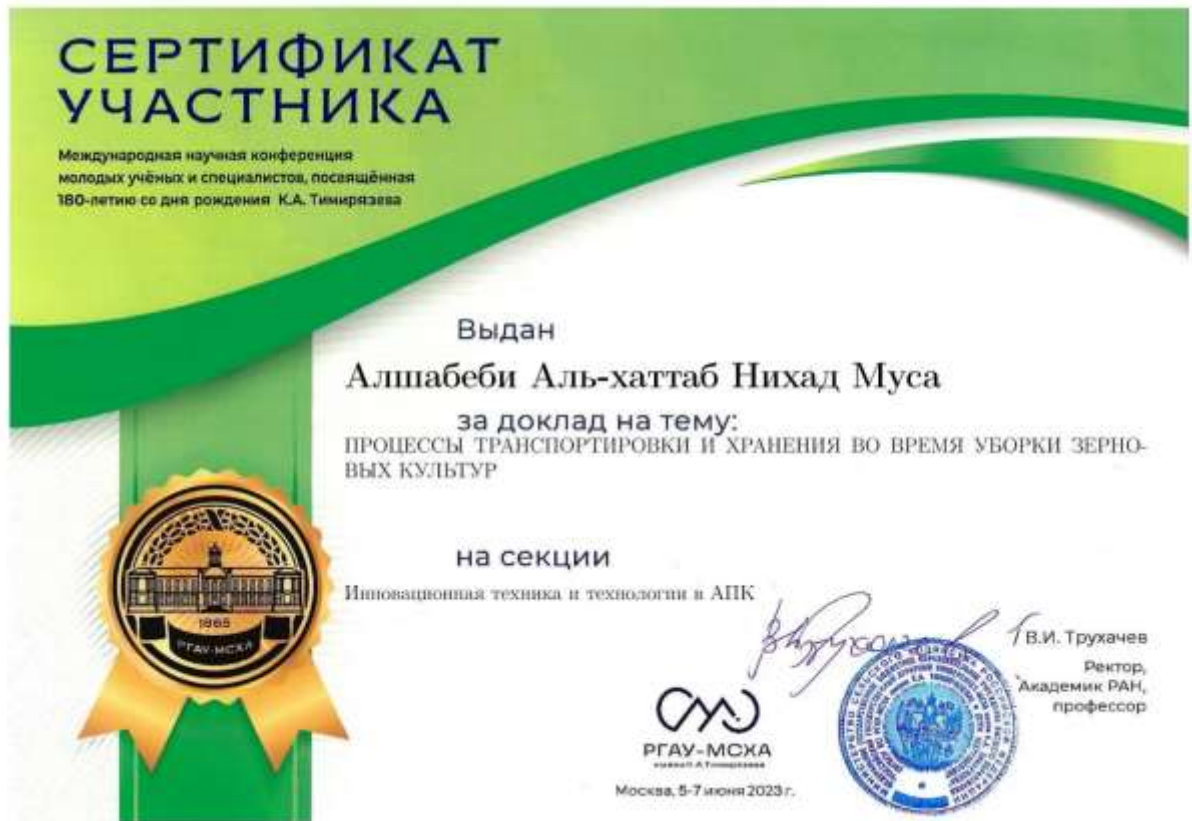 СЕРТИФИКАТ
УЧАСТНИКА
Международная научная конференция
молодых учёных и специалистов, посвящённая
180-летию со дня рождения К.А. Тимирязева
Выдан
Алшабеби Аль-хаттаб Нихад Муса
за доклад на тему:
ПРОЦЕССЫ ТРАНСПОРТИРОВКИ И ХРАНЕНИЯ ВО ВРЕМЯ УБОРКИ ЗЕРНО-
ВЫХ КУЛЬТУР
на секции
Инновационная техника и технологии в АПК
1865
РГАУ-МСХА
В.И. Трухачев
Ректор,
Академик РАН,
профессор
РГАУ-МСХА
имени К.А. Тимирязева
Москва, 5-7 июня 2023 г.